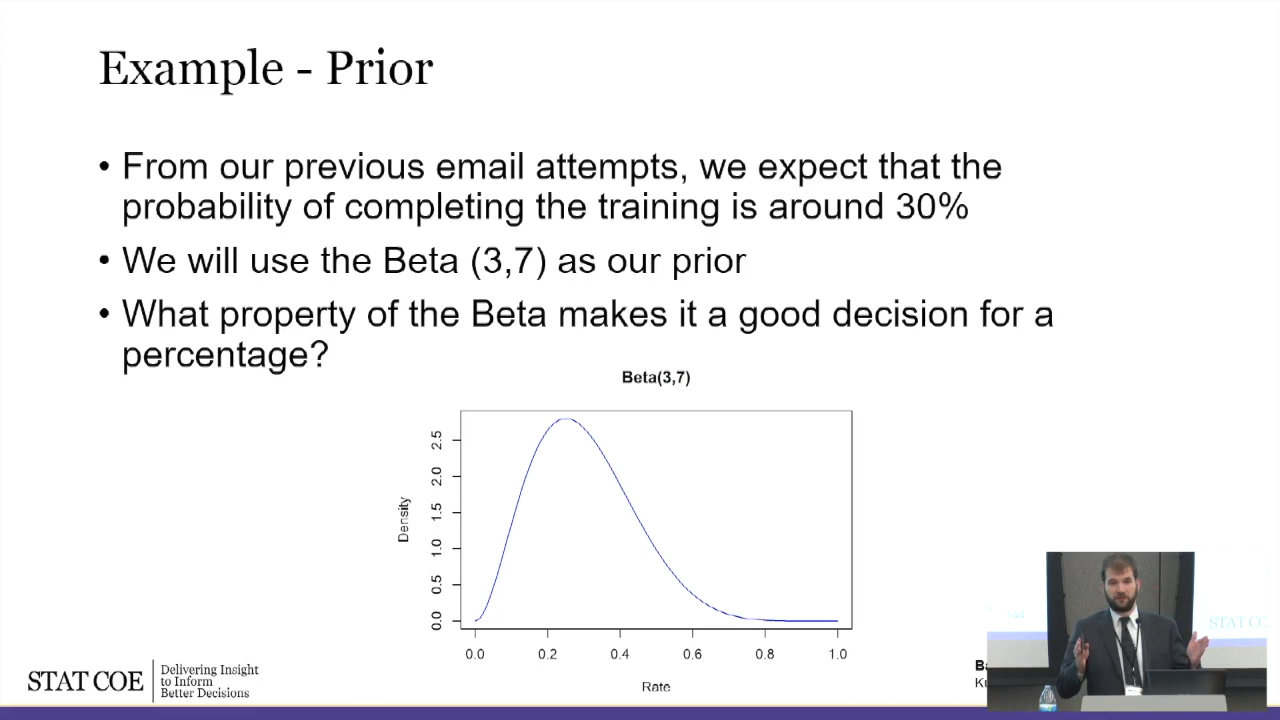 Example - Prior
• From our previous email attempts, we expect that the
probability of completing the training is around 30%
• We will use the Beta (3,7) as our prior
• What property of the Beta makes it a good decision for a
percentage?
Beta(3,7)
Density
2.5
2.0
1.5
1.0
0.5
0.0
0.0 0.2 0.4 0.6 0.8 1.0
Rate
STAT COE
Delivering Insight
to Inform
Better Decisions
Ba
Ku
STAT CO